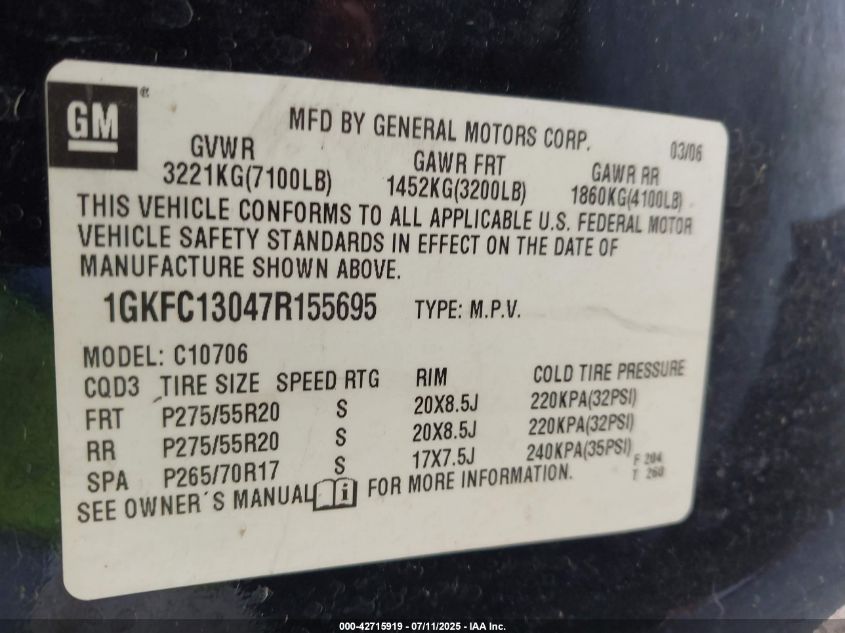 GM ®
MFD BY GENERAL MOTORS CORP. 03/06
GVWR GAWR FRT GAWR RR
3221KG(7100LB) 1452KG(3200LB) 1860KG(4100LB)
THIS VEHICLE CONFORMS TO ALL APPLICABLE U.S. FEDERAL MOTOR
VEHICLE SAFETY STANDARDS IN EFFECT ON THE DATE OF
MANUFACTURE SHOWN ABOVE.
1GKFC13047R155695 TYPE: M.P.V.
MODEL: C10706
CQD3 TIRE SIZE SPEED RTG RIM COLD TIRE PRESSURE
FRT P275/55R20 S 20X8.5J 220KPA(32PSI)
RR P275/55R20 S 20X8.5J 220KPA(32PSI)
SPA P265/70R17 S 17X7.5J 240KPA(35PSI)
SEE OWNER´S MANUAL i FOR MORE INFORMATION.
F 204
T 260
000-42715919 - 07/11/2025 - IAA Inc.